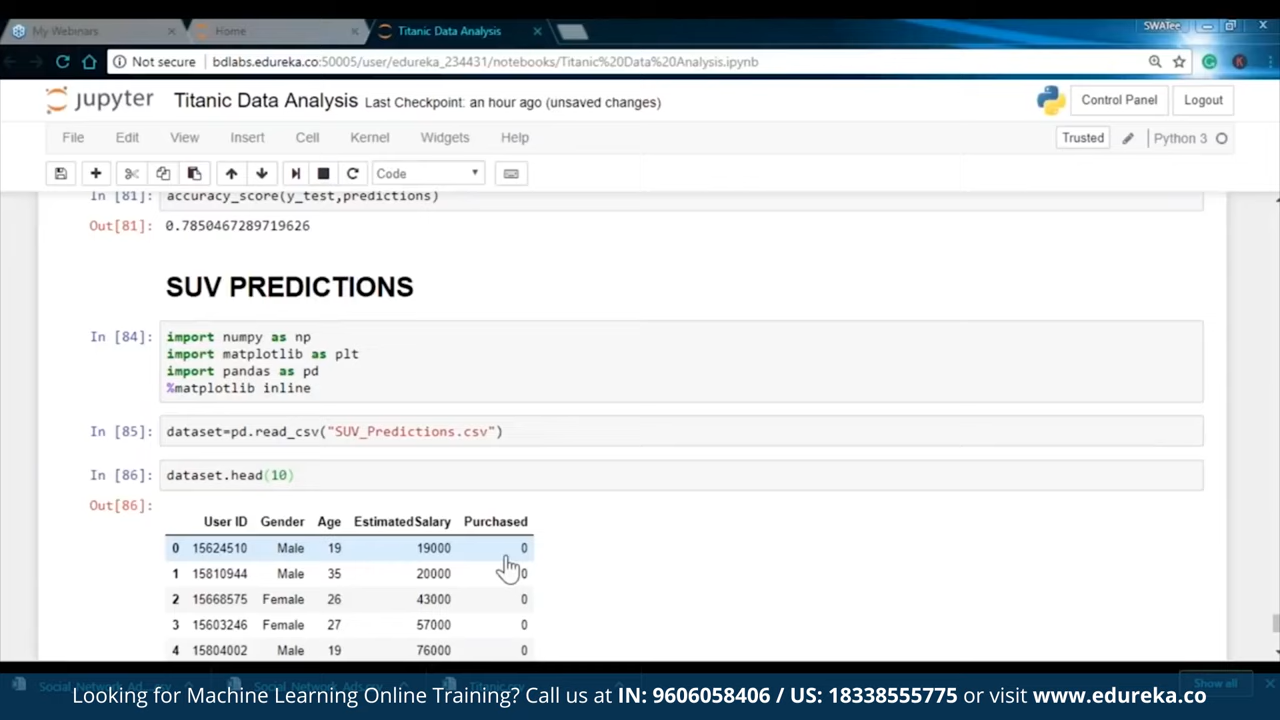 My Webinars
Home
Titanic Data Analysis
SWATee
Not secure
bdlabs.edureka.co:50005/user/edureka_234431/notebooks/Titanic%20Data%20Analysis.ipynb
jupyter Titanic Data Analysis Last Checkpoint: an hour ago (unsaved changes)
Control Panel
Logout
File Edit View Insert Cell Kernel Widgets Help
Trusted
Python 3
Code
In [81]: accuracy_score(y_test,predictions)
Out[81]: 0.7850467289719626
SUV PREDICTIONS
In [84]: import numpy as np
import matplotlib as plt
import pandas as pd
%matplotlib inline
In [85]: dataset=pd.read_csv("SUV_Predictions.csv")
In [86]: dataset.head(10)
Out[86]:
User ID Gender Age EstimatedSalary Purchased
0 15624510 Male 19 19000 0
1 15810944 Male 35 20000 0
2 15668575 Female 26 43000 0
3 15603246 Female 27 57000 0
4 15804002 Male 19 76000 0
Show all
Looking for Machine Learning Online Training? Call us at IN: 9606058406 / US: 18338555775 or visit www.edureka.co